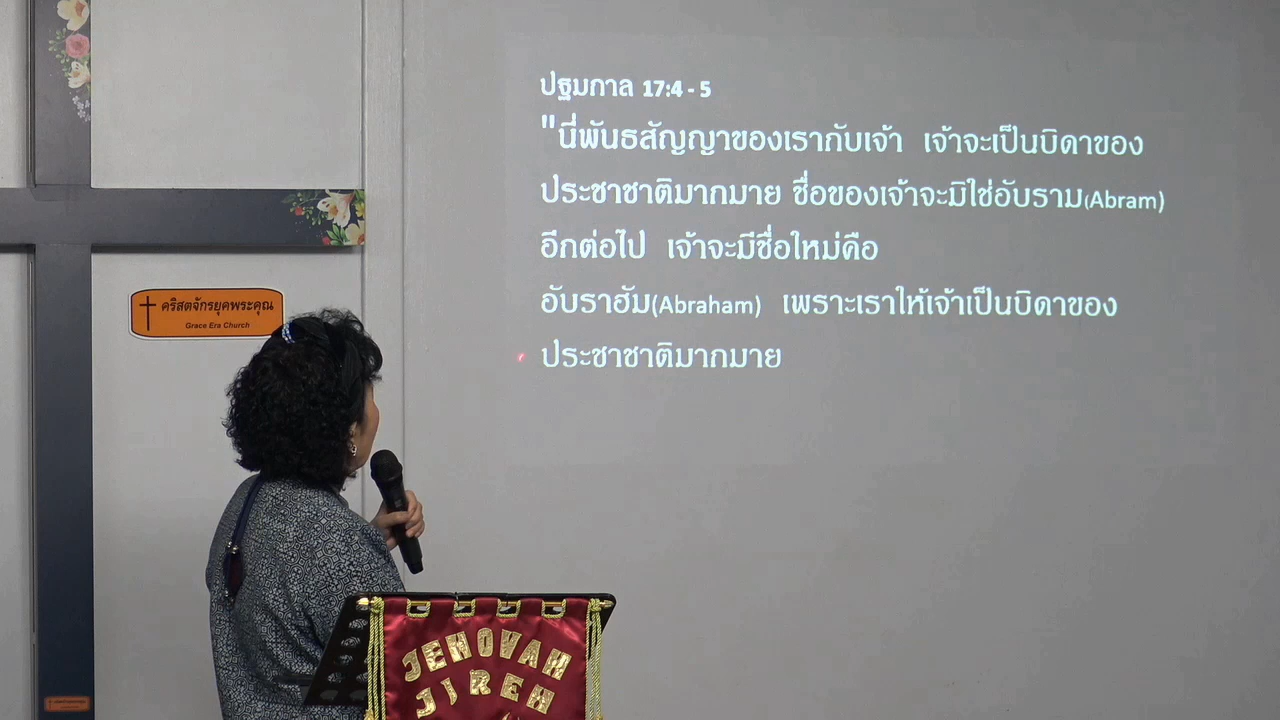 ปฐมกาล 17:4 - 5
"นี่พันธสัญญาของเรากับเจ้า เจ้าจะเป็นบิดาของ
ประชาชาติมากมาย ชื่อของเจ้าจะมิใช่อับราม(Abram)
อีกต่อไป เจ้าจะมีชื่อใหม่คือ
อับราฮัม(Abraham) เพราะเราให้เจ้าเป็นบิดาของ
ประชาชาติมากมาย
คริสตจักรยุคพระคุณ
Grace Era Church
JEHOVAH
JIREH